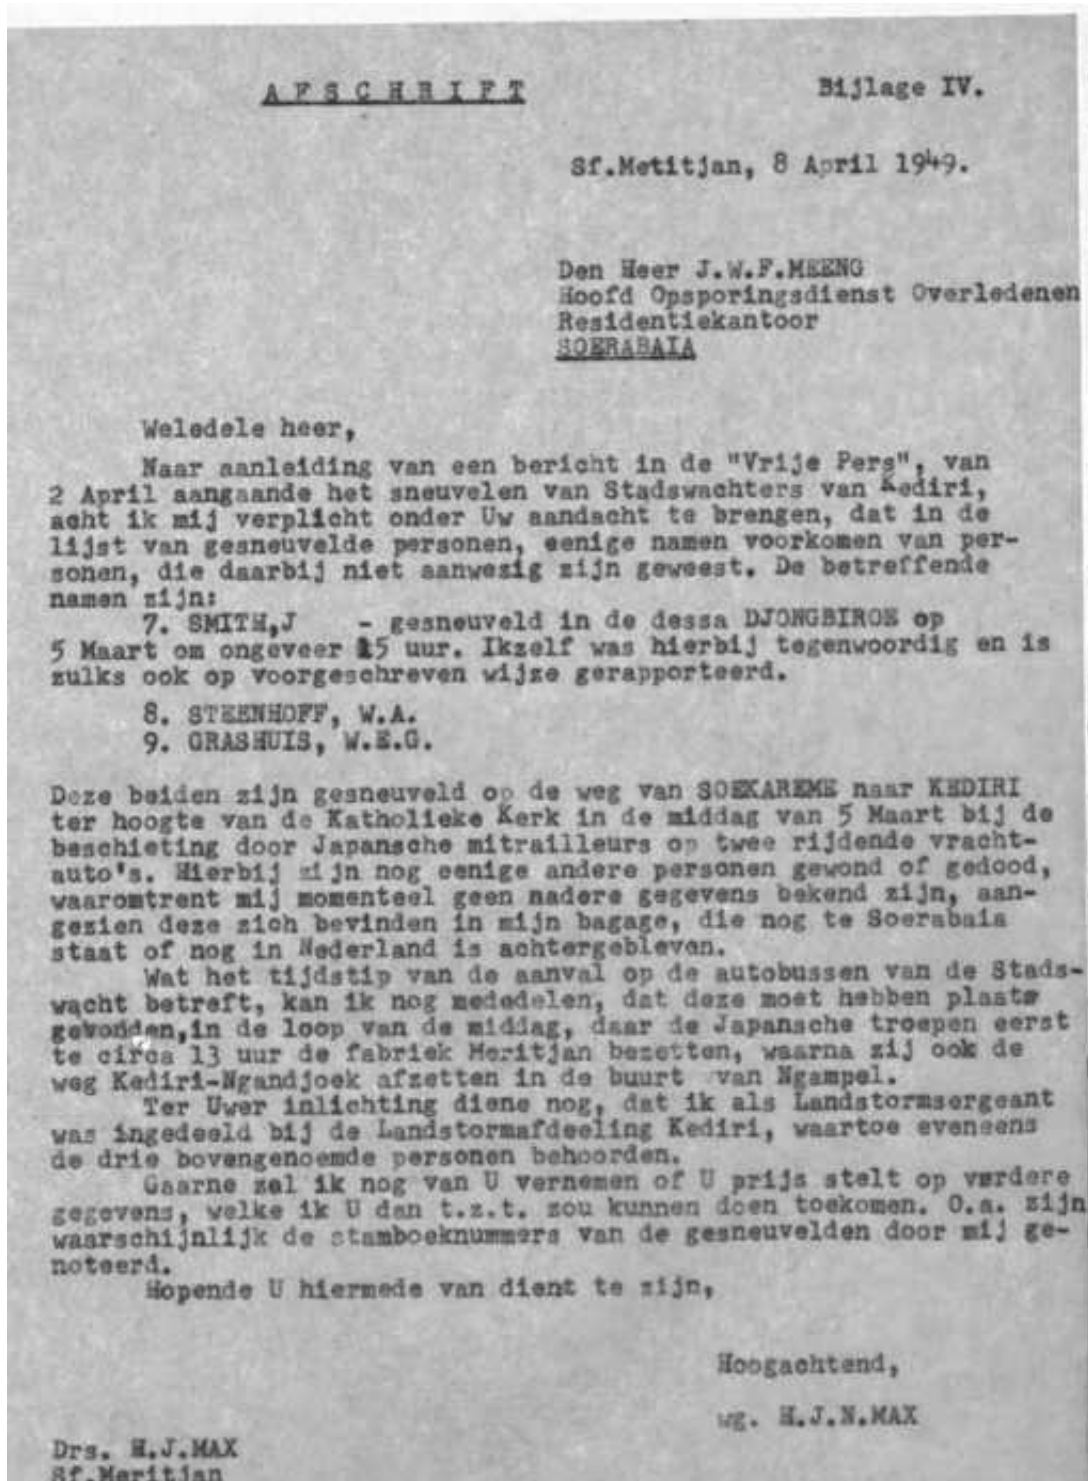 AFSCHRIFT
Bijlage IV.
Sf.Metitjan, 8 April 1949.
Den Heer J.W.F.MEENG
Hoofd Opsporingsdienst Overledenen
Residentiekantoor
SOERABAIA
Weledele heer,
Naar aanleiding van een bericht in de "Vrije Pers", van
2 April aangaande het sneuvelen van Stadswachters van Kediri,
acht ik mij verplicht onder Uw aandacht te brengen, dat in de
lijst van gesneuvelde personen, eenige namen voorkomen van per-
sonen, die daarbij niet aanwezig zijn geweest. De betreffende
namen zijn:
7. SMITH,J - gesneuveld in de dessa DJONGBIROE op
5 Maart om ongeveer 15 uur. Ikzelf was hierbij tegenwoordig en is
zulks ook op voorgeschreven wijze gerapporteerd.
8. STEENHOFF, W.A.
9. GRASHUIS, W.E.G.
Deze beiden zijn gesneuveld op de weg van SOEKAREME naar KEDIRI
ter hoogte van de Katholieke Kerk in de middag van 5 Maart bij de
beschieting door Japansche mitrailleurs op twee rijdende vracht-
auto's. Hierbij zijn nog eenige andere personen gewond of gedood,
waaromtrent mij momenteel geen nadere gegevens bekend zijn, aan-
gezien deze zich bevinden in mijn bagage, die nog te Soerabaia
staat of nog in Nederland is achtergebleven.
Wat het tijdstip van de aanval op de autobussen van de Stads-
wacht betreft, kan ik nog mededelen, dat deze moet hebben plaats
gevonden,in de loop van de middag, daar de Japansche troepen eerst
te circa 13 uur de fabriek Meritjan bezetten, waarna zij ook de
weg Kediri-Ngandjoek afzetten in de buurt van Ngampel.
Ter Uwer inlichting diene nog, dat ik als Landstormsergeant
was ingedeeld bij de Landstormafdeeling Kediri, waartoe eveneens
de drie bovengenoemde personen behoorden.
Gaarne zal ik nog van U vernemen of U prijs stelt op verdere
gegevens, welke ik U dan t.z.t. zou kunnen doen toekomen. O.a. zijn
waarschijnlijk de stamboeknummers van de gesneuvelden door mij ge-
noteerd.
Hopende U hiermede van dient te zijn,
Hoogachtend,
wg. H.J.N.MAX
Drs. H.J.MAX
Sf.Meritjan